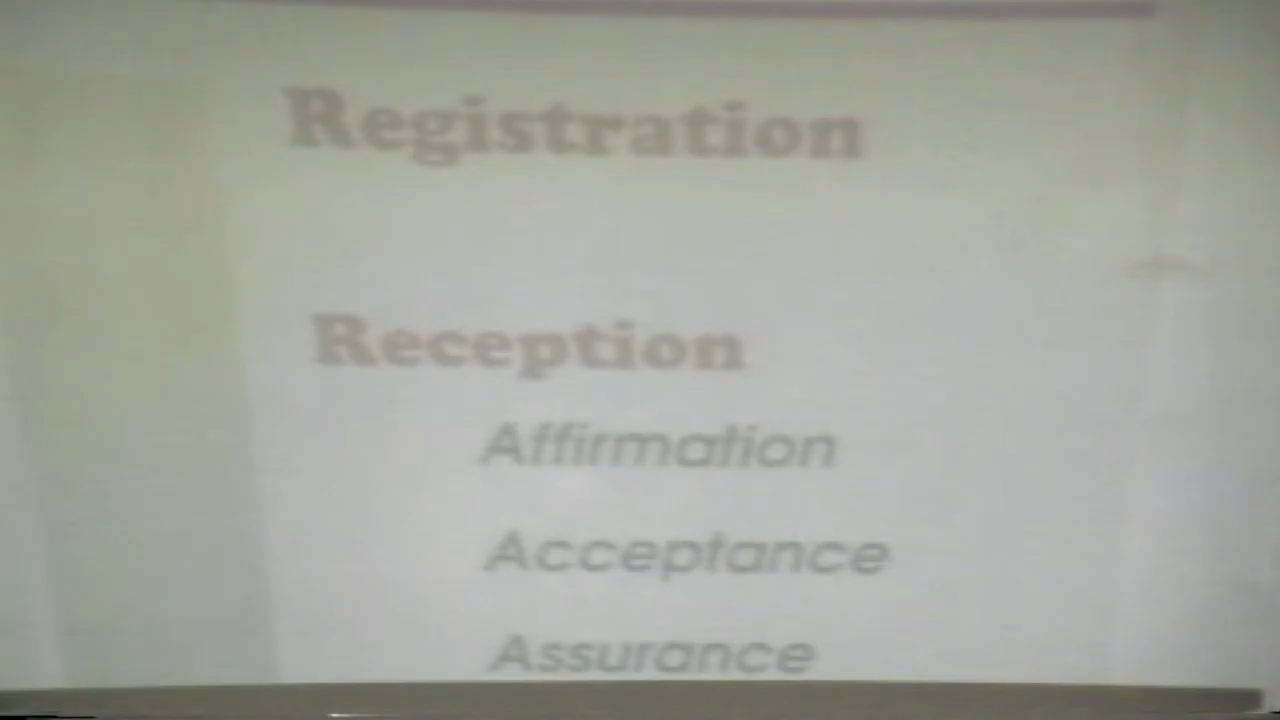 Registration
Reception
Affirmation
Acceptance
Assurance